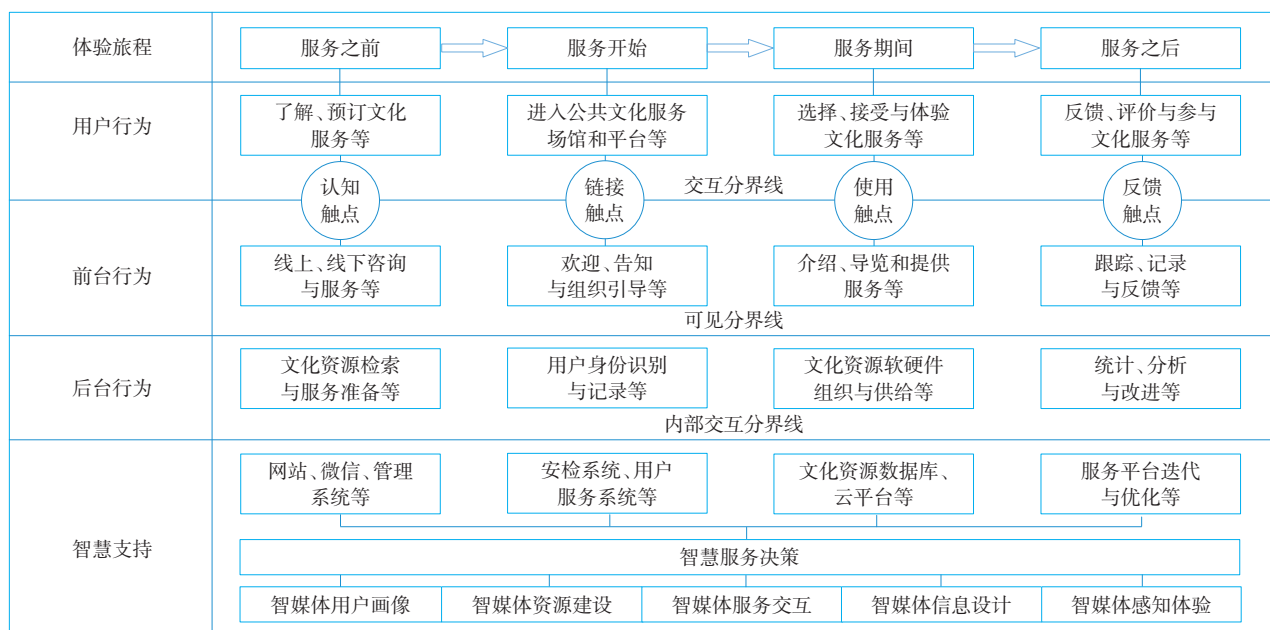 体验旅程
服务之前
服务开始
服务期间
服务之后
用户行为
了解、预订文化
服务等
进入公共文化服务
场馆和平台等
选择、接受与体验
文化服务等
反馈、评价与参与
文化服务等
认知
触点
链接
触点
交互分界线
使用
触点
反馈
触点
前台行为
线上、线下咨询
与服务等
欢迎、告知
与组织引导等
介绍、导览和提供
服务等
跟踪、记录
与反馈等
可见分界线
后台行为
文化资源检索
与服务准备等
用户身份识别
与记录等
文化资源软硬件
组织与供给等
统计、分析
与改进等
内部交互分界线
智慧支持
网站、微信、管理
系统等
安检系统、用户
服务系统等
文化资源数据库、
云平台等
服务平台迭代
与优化等
智慧服务决策
智媒体用户画像
智媒体资源建设
智媒体服务交互
智媒体信息设计
智媒体感知体验